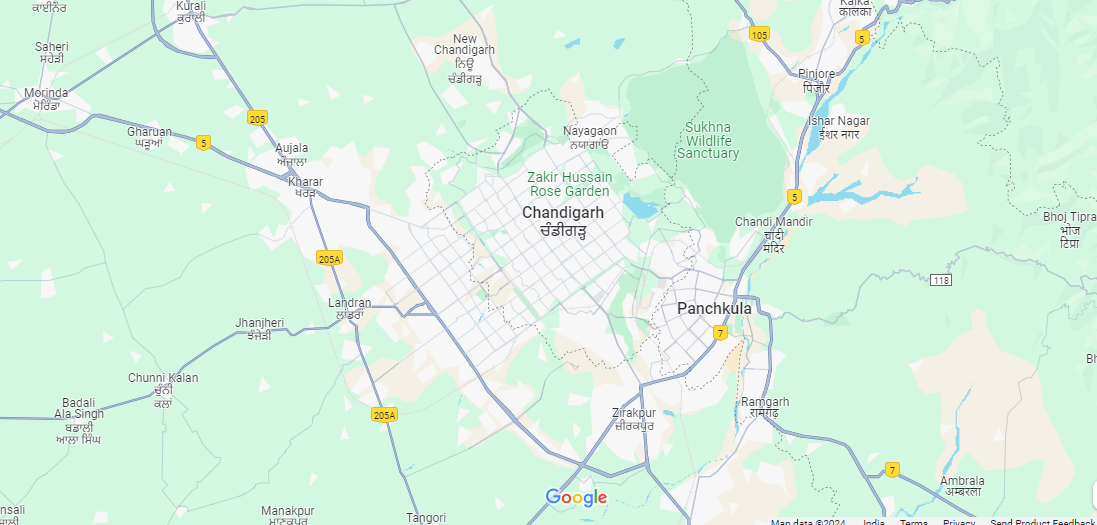 ਕਾਈਨੌਰ
Kurali
ਕੁਰਾਲੀ
Kalka
कालका
New
Chandigarh
ਨਿਊ
ਚੰਡੀਗੜ੍ਹ
105
5
Saheri
ਸਹੇੜੀ
Pinjore
पिंजौर
Morinda
ਮੋਰਿੰਡਾ
205
Gharuan
ਘੜੂਆਂ
5
Nayagaon
ਨਯਾਗਾਓਂ
Sukhna
Wildlife
Sanctuary
Ishar Nagar
ईशर नगर
Aujala
ਔਜਾਲਾ
Kharar
ਖਰੜ
Zakir Hussain
Rose Garden
5
Chandigarh
ਚੰਡੀਗੜ੍ਹ
Chandi Mandir
चांदी
मंदिर
Bhoj Tipra
भोज
टिप्रा
205A
118
Landran
ਲਾਂਡਰਾਂ
Panchkula
Jhanjheri
ਝੰਜੇੜੀ
7
Chunni Kalan
ਚੁੰਨੀ
ਕਲਾਂ
Badali
Ala Singh
ਬਡਾਲੀ
ਆਲਾ ਸਿੰਘ
205A
Zirakpur
ਜ਼ੀਰਕਪੁਰ
Ramgarh
रामगढ़
7
Ambrala
अम्बरला
Google
Manakpur
ਮਾਣਕਪੁਰ
Tangori
Map data ©2024
India
Terms
Privacy
Send Product Feedback